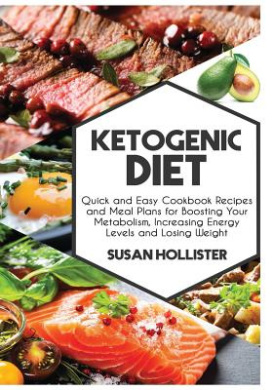 KETOGENIC
DIET
Quick and Easy Cookbook Recipes
and Meal Plans for Boosting Your
Metabolism, Increasing Energy
Levels and Losing Weight
SUSAN HOLLISTER